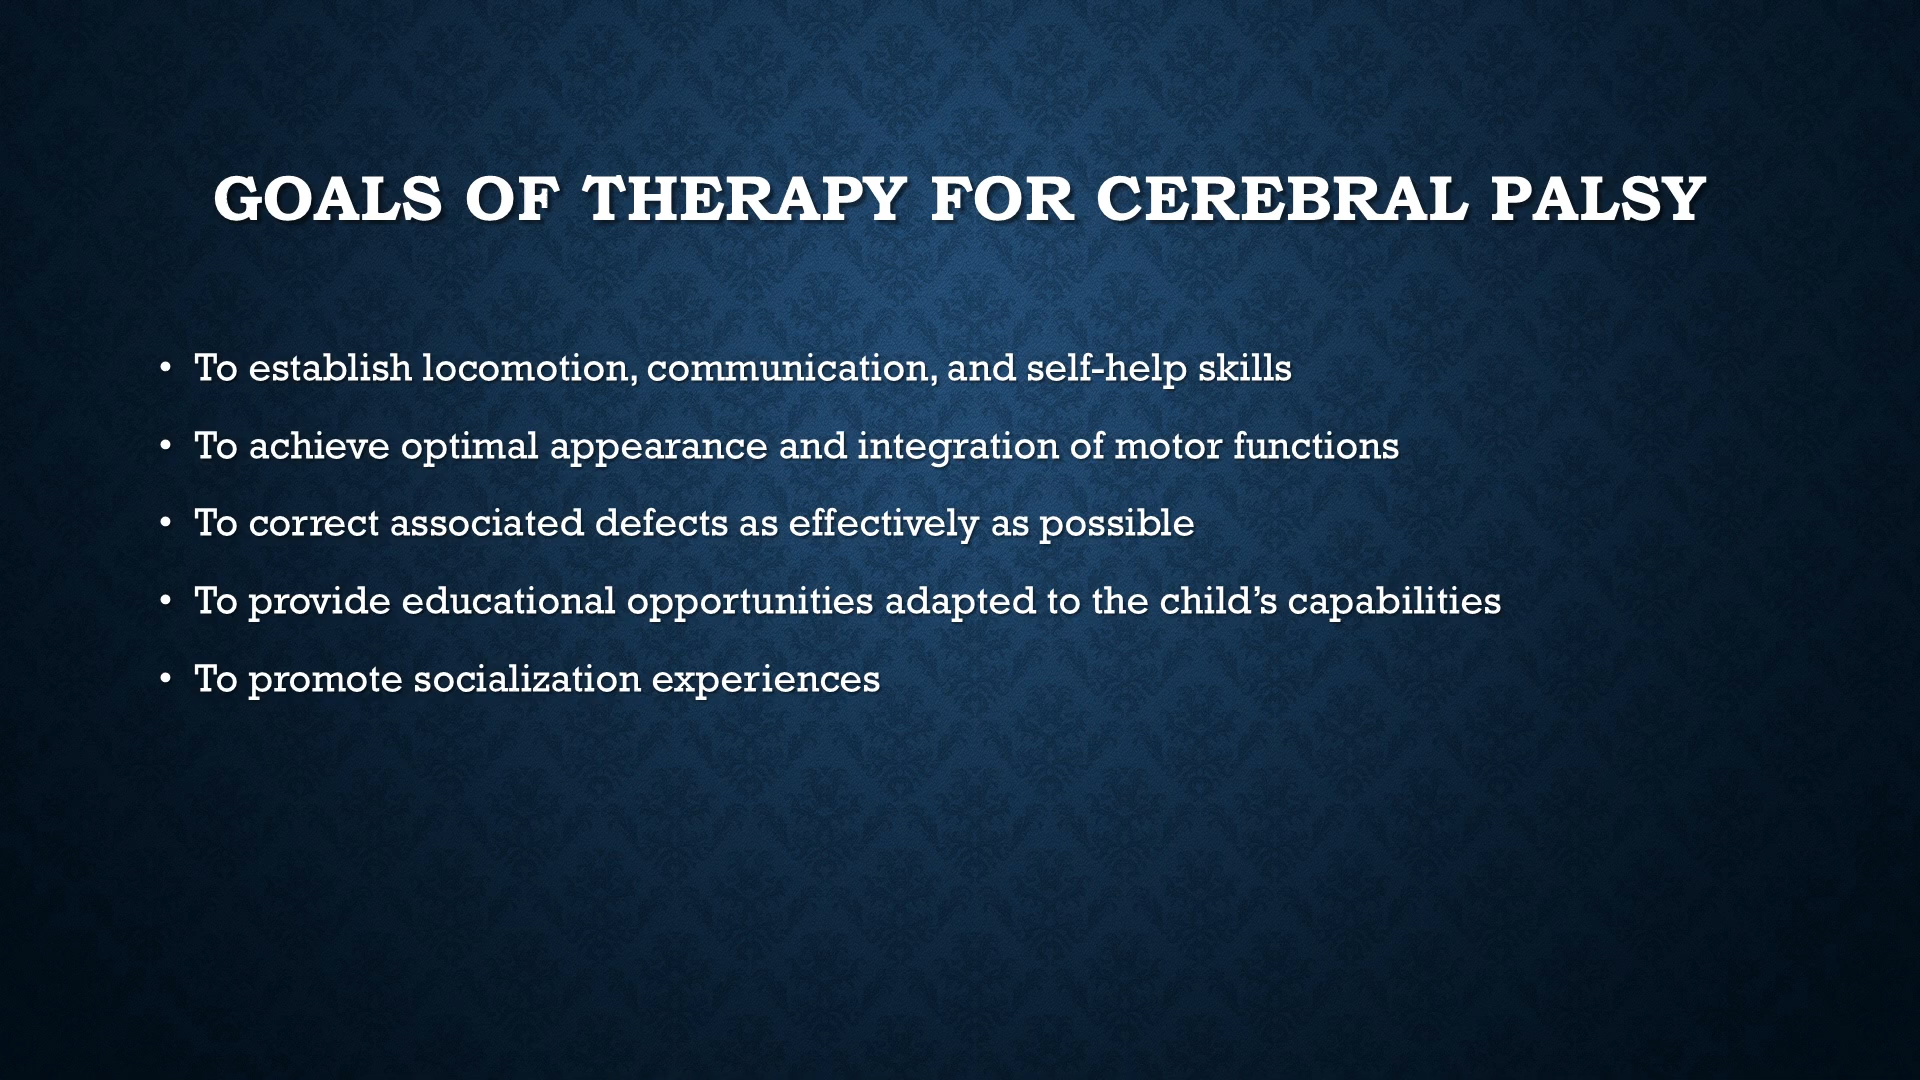 GOALS OF THERAPY FOR CEREBRAL PALSY
• To establish locomotion, communication, and self-help skills
• To achieve optimal appearance and integration of motor functions
• To correct associated defects as effectively as possible
• To provide educational opportunities adapted to the child’s capabilities
• To promote socialization experiences